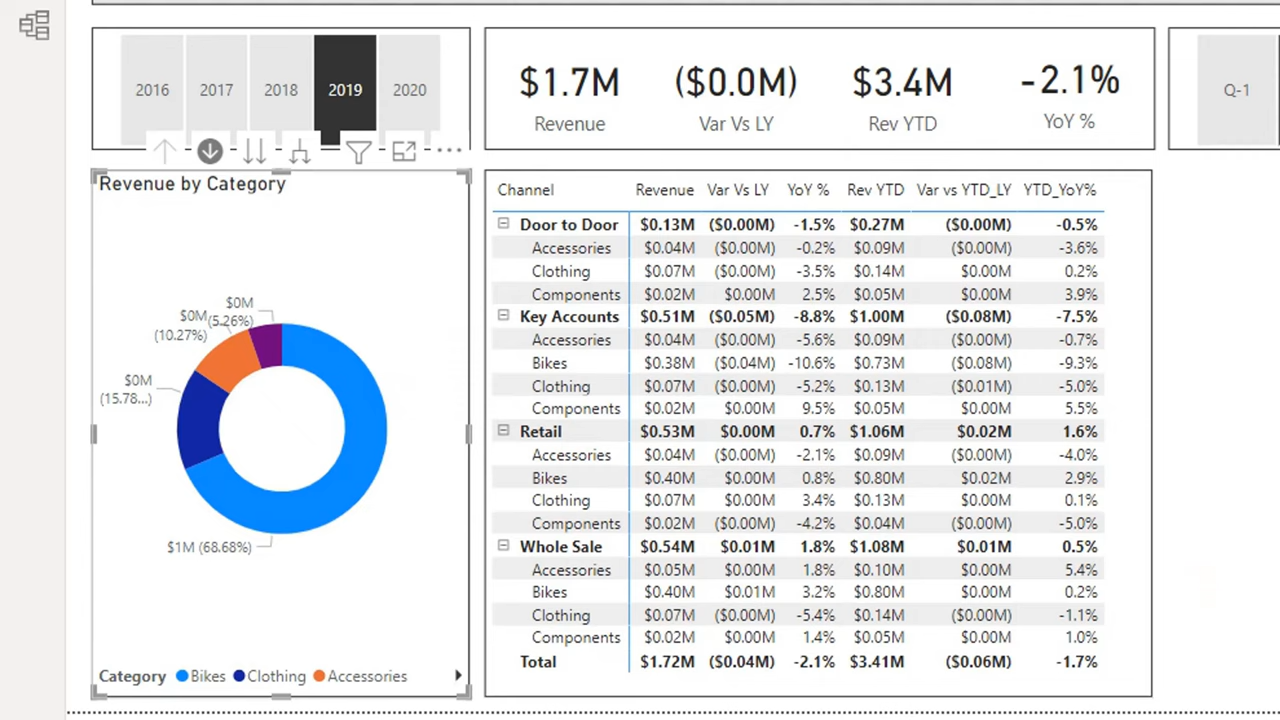 2016 2017 2018 2019 2020
$1.7M ($0.0M) $3.4M -2.1%
Revenue Var Vs LY Rev YTD YoY %
Q-1
Revenue by Category
$0M
(5.26%)
$0M
(10.27%)
$0M
(15.78...)
$1M (68.68%)
Category Bikes Clothing Accessories
Channel Revenue Var Vs LY YoY % Rev YTD Var vs YTD_LY YTD_YoY%
Door to Door $0.13M ($0.00M) -1.5% $0.27M ($0.00M) -0.5%
Accessories $0.04M ($0.00M) -0.2% $0.09M ($0.00M) -3.6%
Clothing $0.07M ($0.00M) -3.5% $0.14M $0.00M 0.2%
Components $0.02M $0.00M 2.5% $0.05M $0.00M 3.9%
Key Accounts $0.51M ($0.05M) -8.8% $1.00M ($0.08M) -7.5%
Accessories $0.04M ($0.00M) -5.6% $0.09M ($0.00M) -0.7%
Bikes $0.38M ($0.04M) -10.6% $0.73M ($0.08M) -9.3%
Clothing $0.07M ($0.00M) -5.2% $0.13M ($0.01M) -5.0%
Components $0.02M $0.00M 9.5% $0.05M $0.00M 5.5%
Retail $0.53M $0.00M 0.7% $1.06M $0.02M 1.6%
Accessories $0.04M ($0.00M) -2.1% $0.09M ($0.00M) -4.0%
Bikes $0.40M $0.00M 0.8% $0.80M $0.02M 2.9%
Clothing $0.07M $0.00M 3.4% $0.13M $0.00M 0.1%
Components $0.02M ($0.00M) -4.2% $0.04M ($0.00M) -5.0%
Whole Sale $0.54M $0.01M 1.8% $1.08M $0.01M 0.5%
Accessories $0.05M $0.00M 1.8% $0.10M $0.00M 5.4%
Bikes $0.40M $0.01M 3.2% $0.80M $0.00M 0.2%
Clothing $0.07M ($0.00M) -5.4% $0.14M ($0.00M) -1.1%
Components $0.02M $0.00M 1.4% $0.05M $0.00M 1.0%
Total $1.72M ($0.04M) -2.1% $3.41M ($0.06M) -1.7%